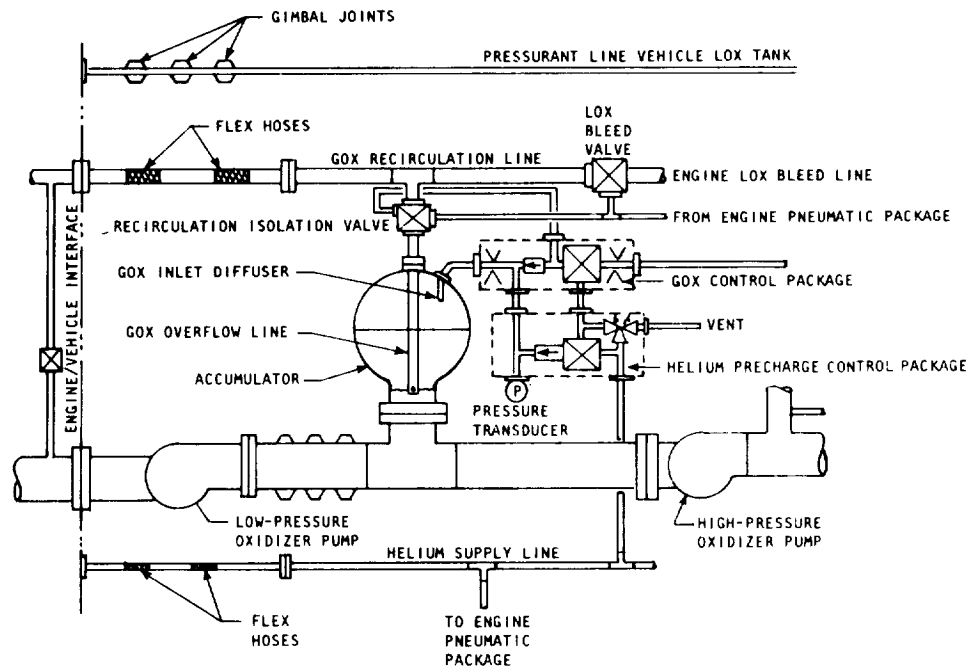 GIMBAL JOINTS
PRESSURANT LINE VEHICLE LOX TANK
FLEX HOSES
LOX
BLEED
VALVE
GOX RECIRCULATION LINE
ENGINE LOX BLEED LINE
FROM ENGINE PNEUMATIC PACKAGE
RECIRCULATION ISOLATION VALVE
ENGINE/VEHICLE INTERFACE
GOX INLET DIFFUSER
GOX CONTROL PACKAGE
GOX OVERFLOW LINE
VENT
ACCUMULATOR
HELIUM PRECHARGE CONTROL PACKAGE
P
PRESSURE
TRANSDUCER
LOW-PRESSURE
OXIDIZER PUMP
HIGH-PRESSURE
OXIDIZER PUMP
HELIUM SUPPLY LINE
FLEX
HOSES
TO ENGINE
PNEUMATIC
PACKAGE